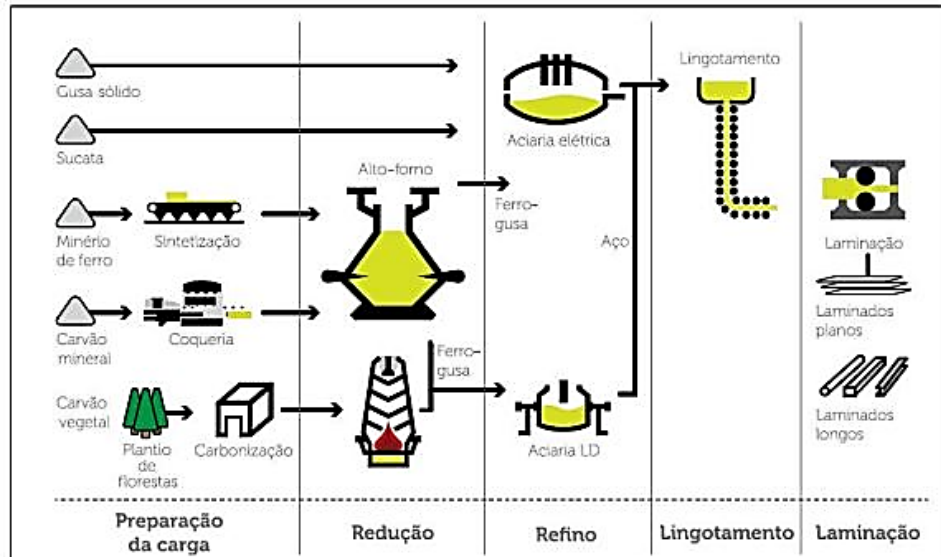 Gusa sólido
Sucata
Minério
de ferro
Sintetização
Carvão
mineral
Coqueria
Carvão
vegetal
Plantio
de
florestas
Carbonização
Alto-forno
Ferro-
gusa
Ferro-
gusa
Aciaria elétrica
Aço
Aciaria LD
Lingotamento
Laminação
Laminados
planos
Laminados
longos
Preparação
da carga
Redução
Refino
Lingotamento
Laminação